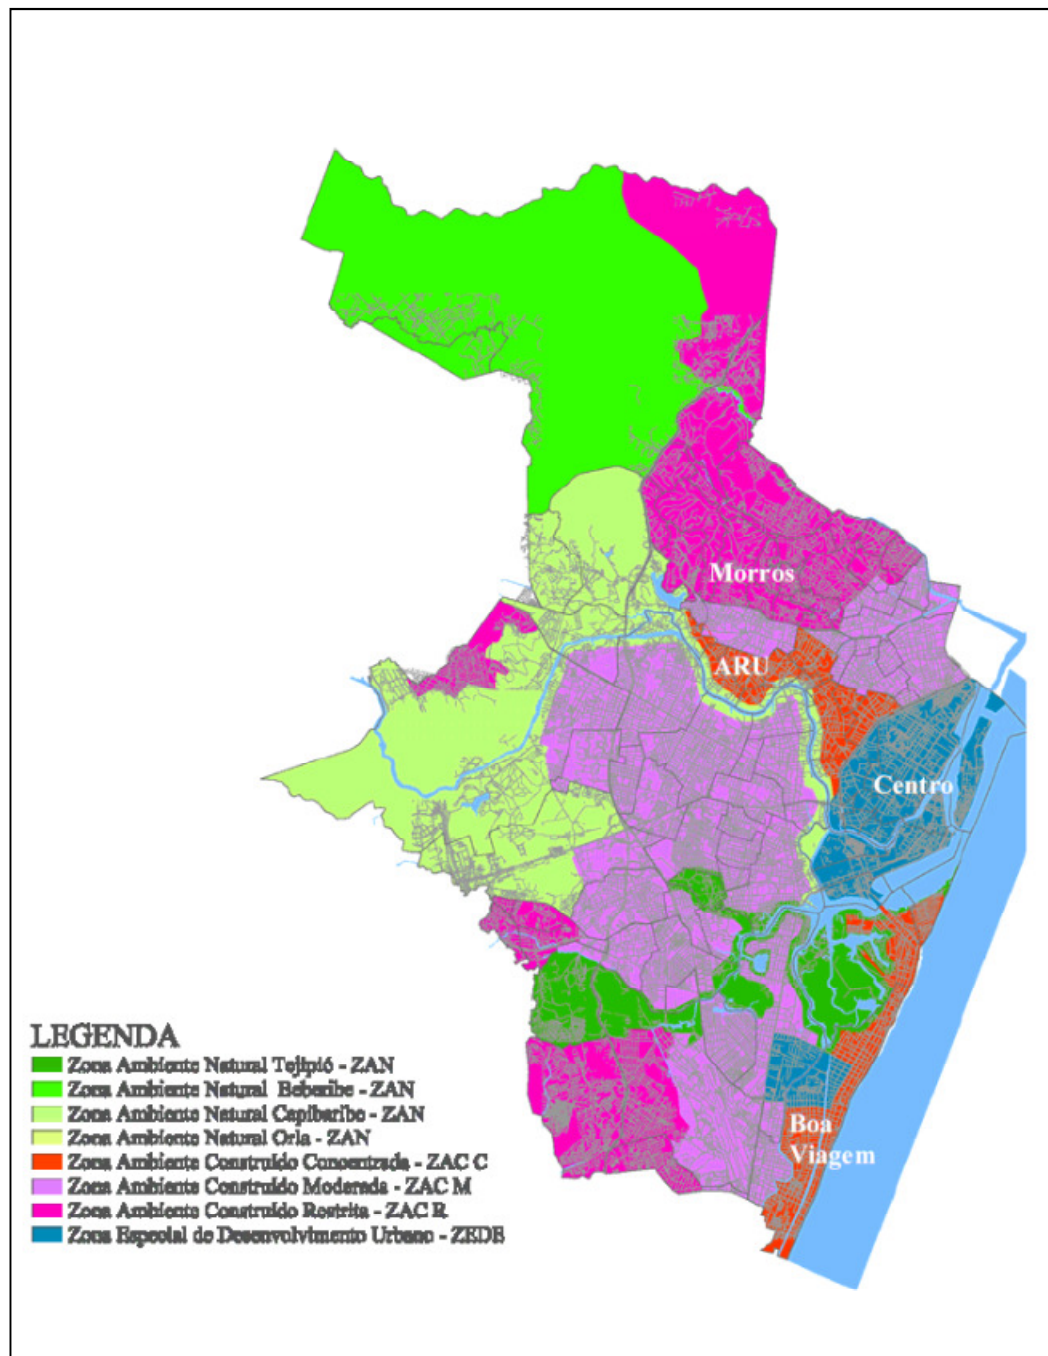 Morros
ARU
Centro
Boa
Viagem
LEGENDA
Zona Ambiente Natural Tejipió - ZAN
Zona Ambiente Natural Beberibe - ZAN
Zona Ambiente Natural Capibaribe - ZAN
Zona Ambiente Natural Orla - ZAN
Zona Ambiente Construído Concentrada - ZAC C
Zona Ambiente Construído Moderada - ZAC M
Zona Ambiente Construído Restrita - ZAC R
Zona Especial de Desenvolvimento Urbano - ZEDE